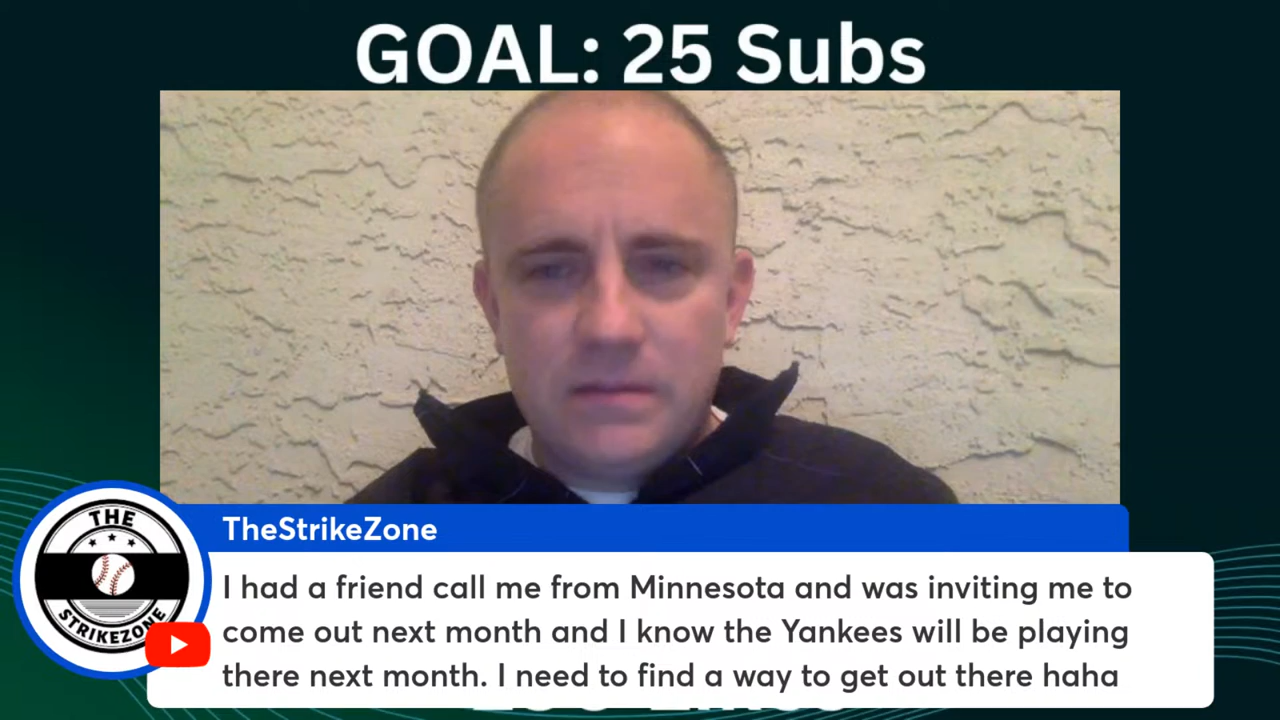 GOAL: 25 Subs
TheStrikeZone
THE
STRIKEZONE
I had a friend call me from Minnesota and was inviting me to
come out next month and I know the Yankees will be playing
there next month. I need to find a way to get out there haha